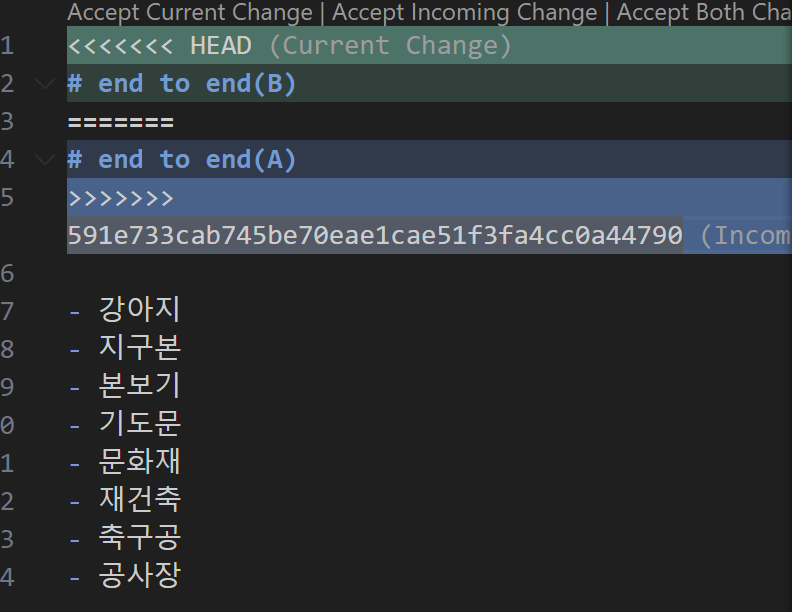 Accept Current Change | Accept Incoming Change | Accept Both Cha
1 <<<<<<< HEAD (Current Change)
2 # end to end(B)
3 =======
4 # end to end(A)
5 >>>>>>>
591e733cab745be70eae1cae51f3fa4cc0a44790 (Incom
6
7 - 강아지
8 - 지구본
9 - 본보기
0 - 기도문
1 - 문화재
2 - 재건축
3 - 축구공
4 - 공사장